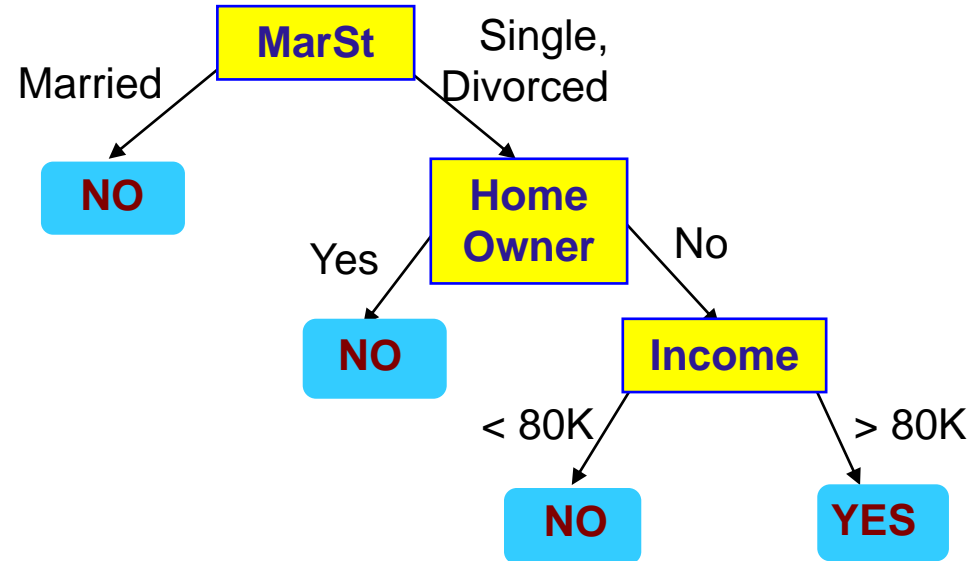 MarSt
Single,
Divorced
Married
NO
Home
Owner
Yes
No
NO
Income
< 80K
> 80K
NO
YES